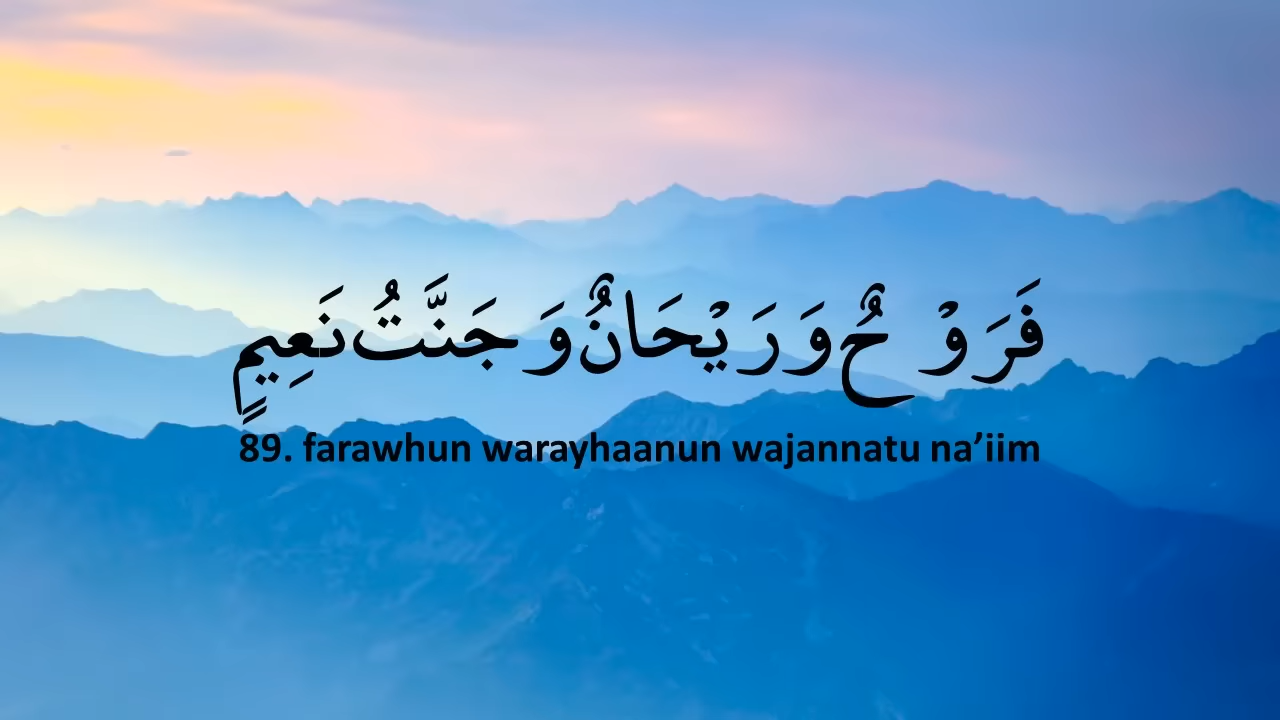 فَرَوْحٌ وَرَيْحَانٌ وَجَنَّتُ نَعِيمٍ
89. farawhun warayhaanun wajannatu na’iim